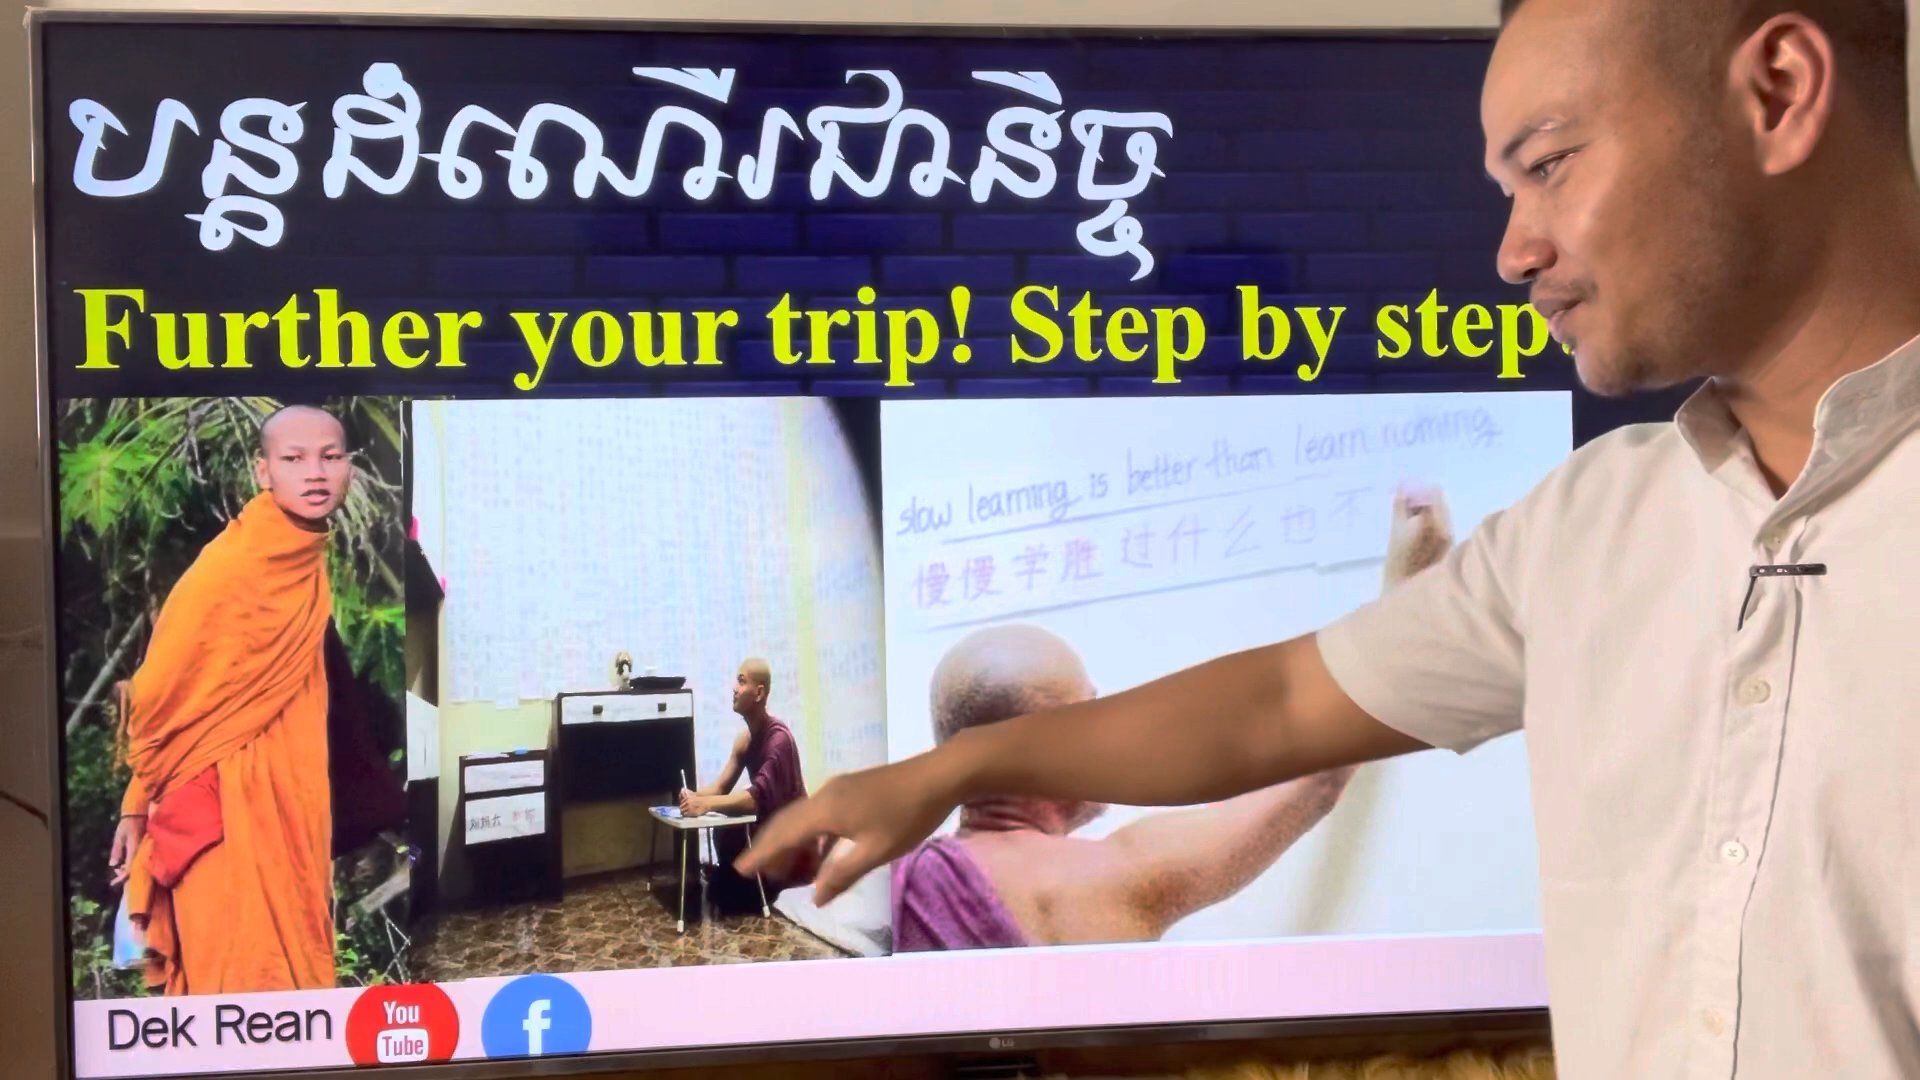 បន្តដំណើរជានិច្ច
Further your trip! Step by step.
slow learning is better than learn noming
慢慢学胜过什么也不
Dek Rean
You
Tube
f
LG